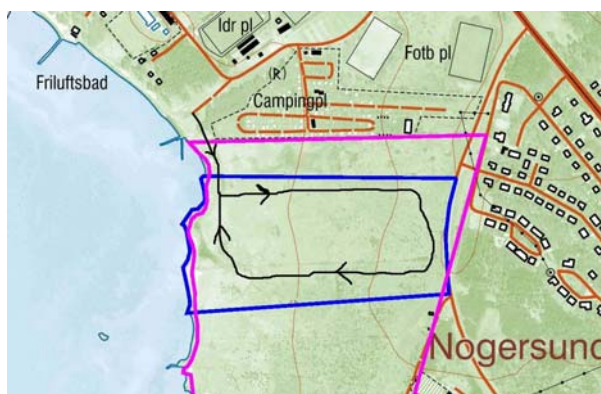 Idr pl
Fotb pl
(R)
Friluftsbad
Campingpl
Nogersund